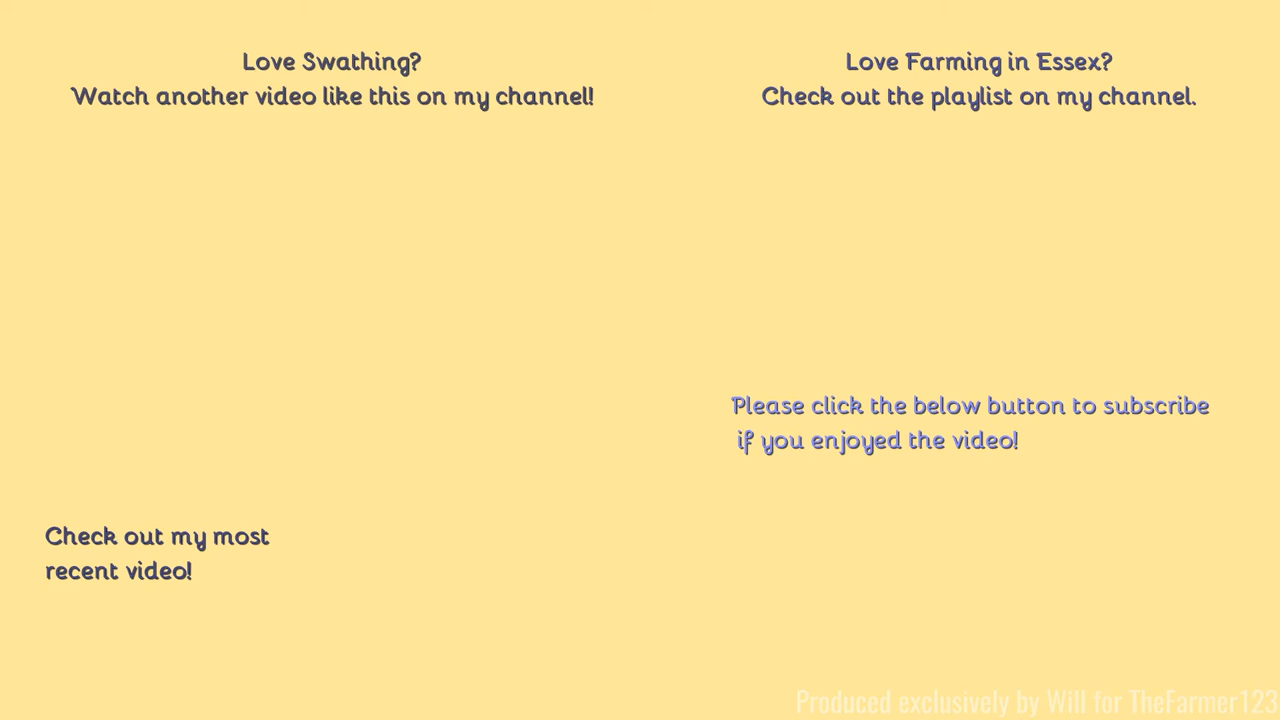 Love Swathing?
Watch another video like this on my channel!
Love Farming in Essex?
Check out the playlist on my channel.
Please click the below button to subscribe
if you enjoyed the video!
Check out my most
recent video!
Produced exclusively by Will for TheFarmer123